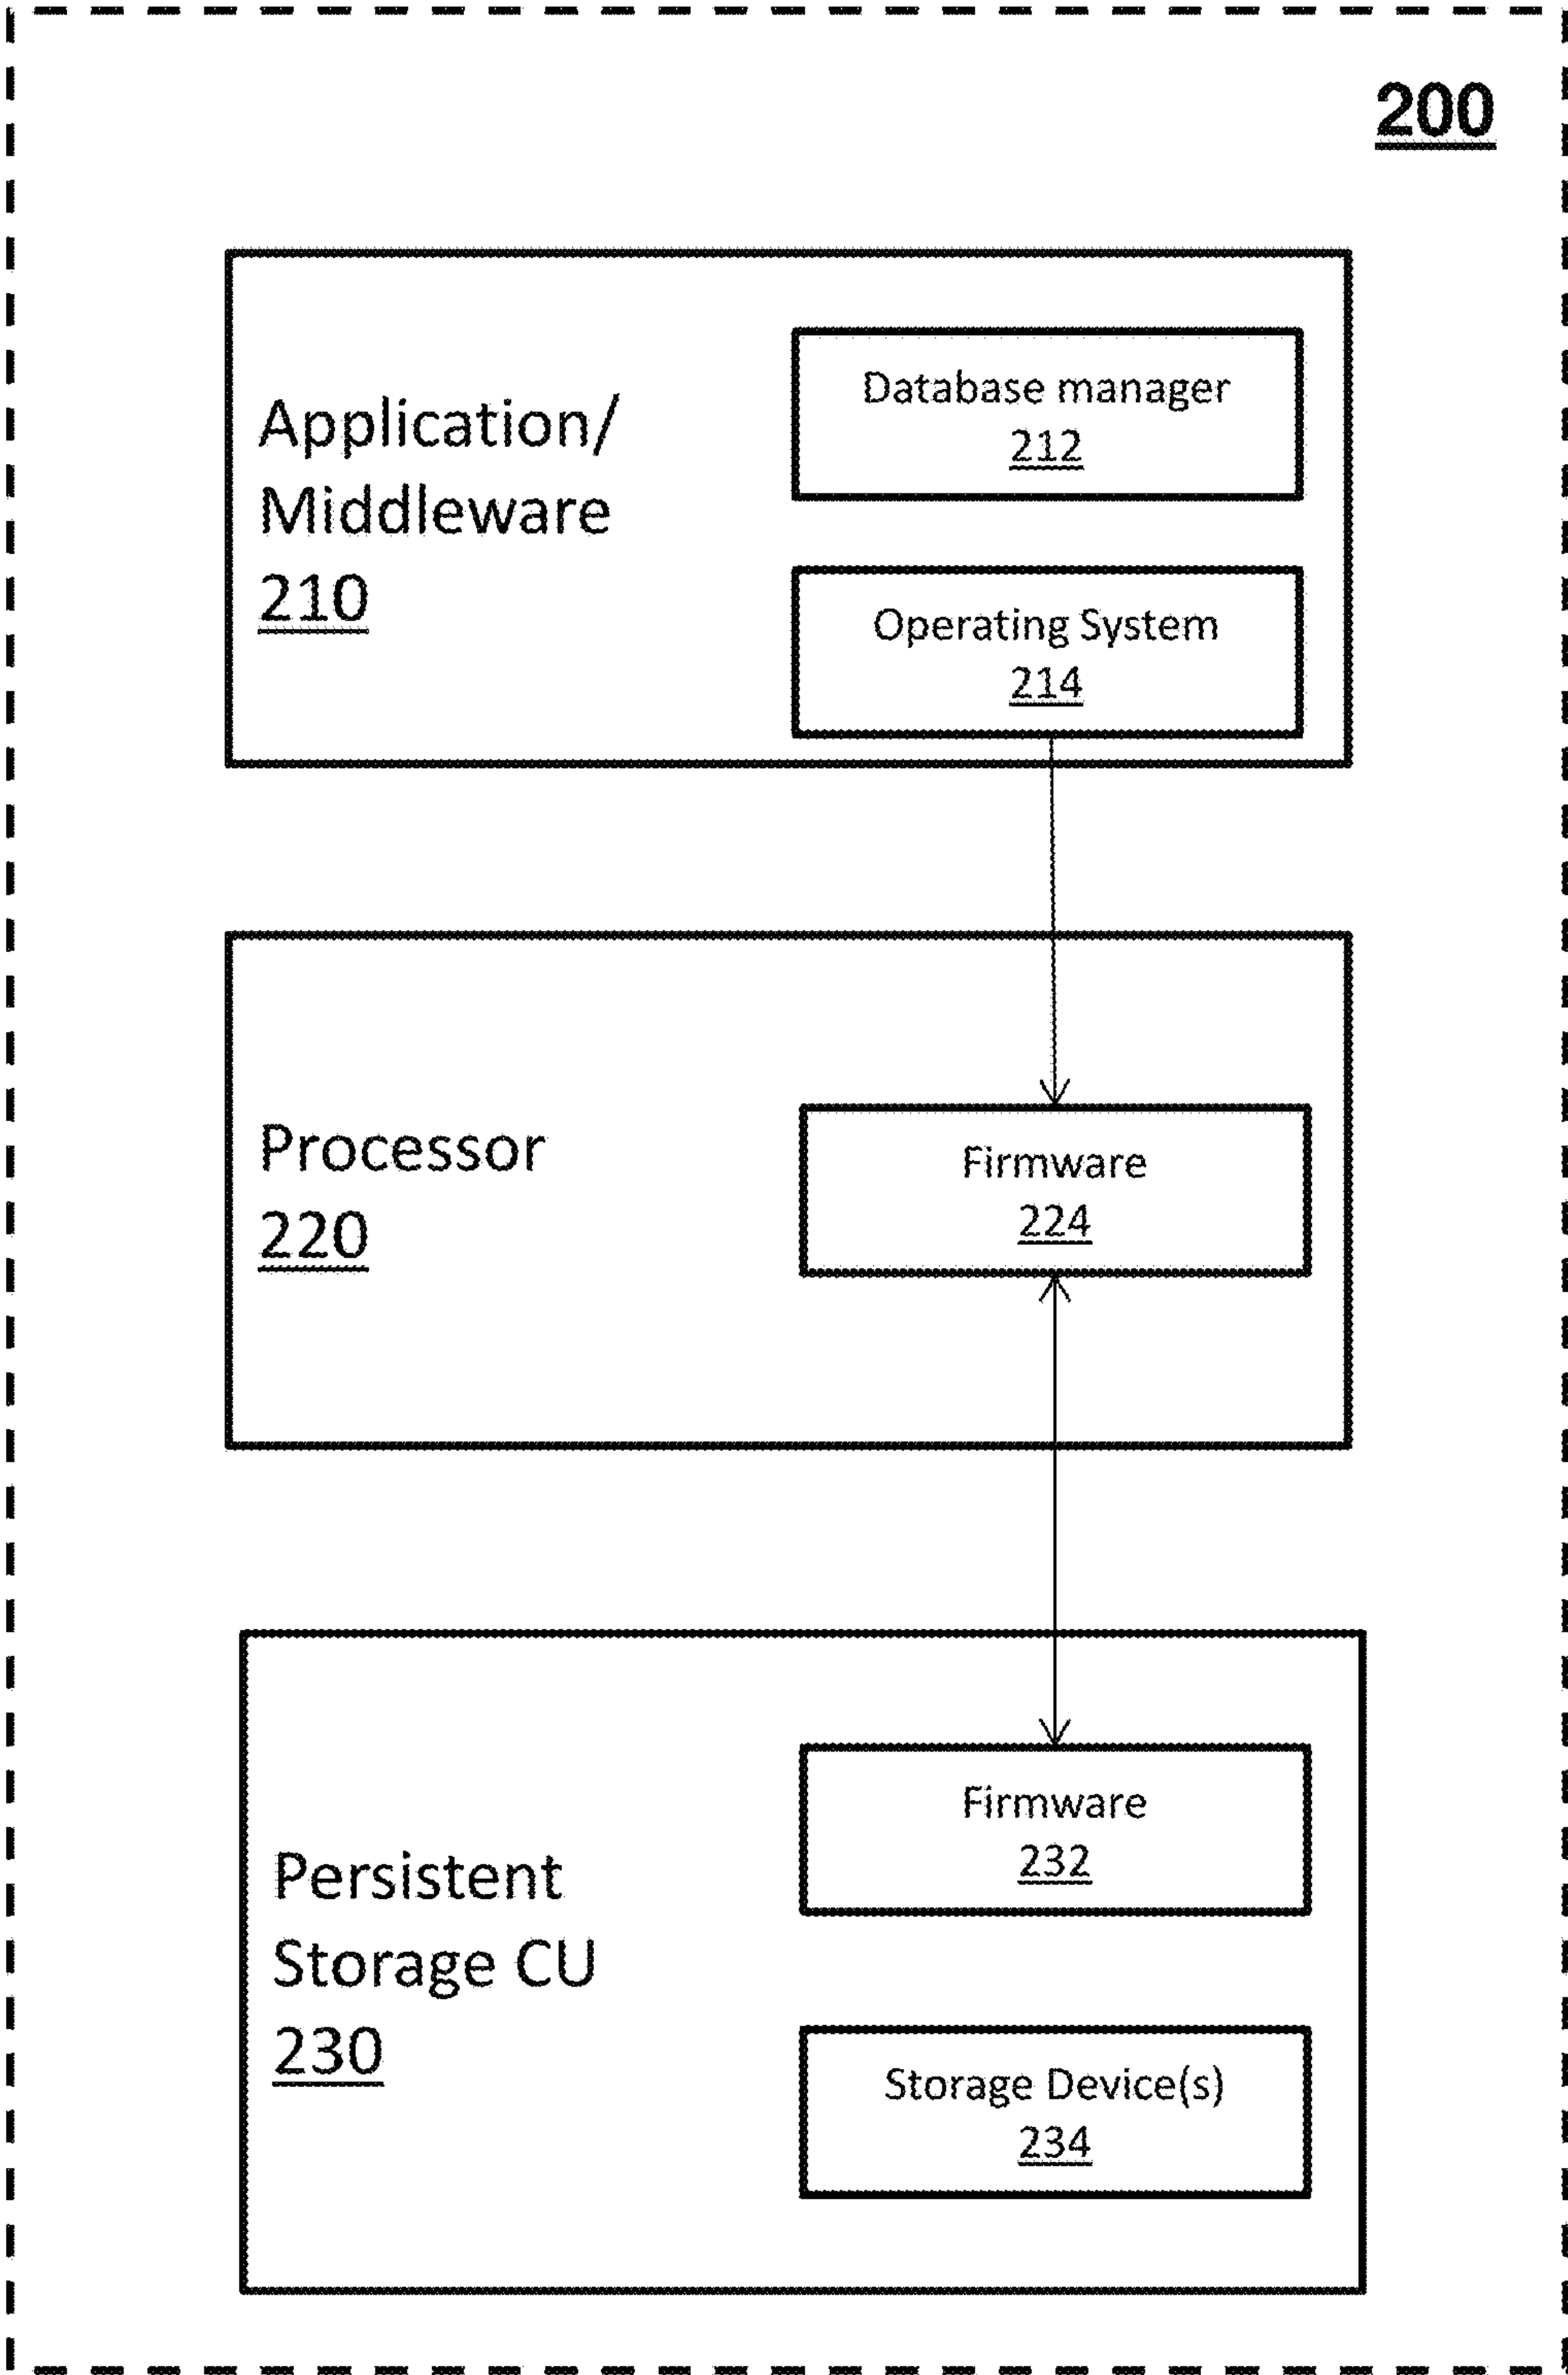 200
Application/
Middleware
210
Database manager
212
Operating System
214
Processor
220
Firmware
224
Persistent
Storage CU
230
Firmware
232
Storage Device(s)
234